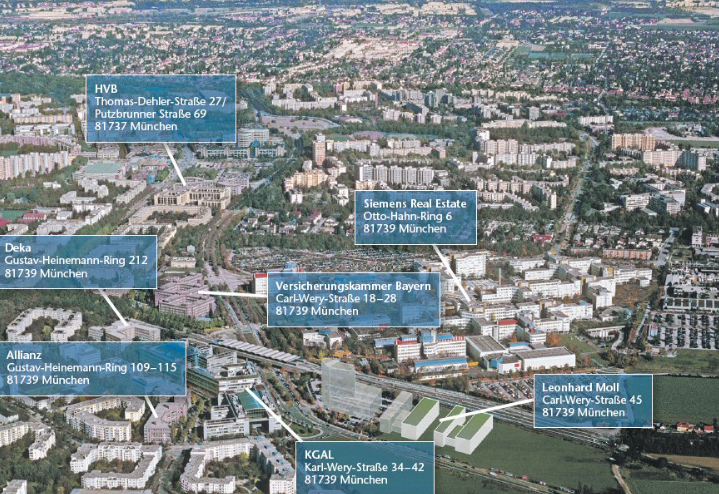 HVB
Thomas-Dehler-Straße 27/
Putzbrunner Straße 69
81737 München
Siemens Real Estate
Otto-Hahn-Ring 6
81739 München
Deka
Gustav-Heinemann-Ring 212
81739 München
Versicherungskammer Bayern
Carl-Wery-Straße 18–28
81739 München
Allianz
Gustav-Heinemann-Ring 109–115
81739 München
Leonhard Moll
Carl-Wery-Straße 45
81739 München
KGAL
Karl-Wery-Straße 34–42
81739 München